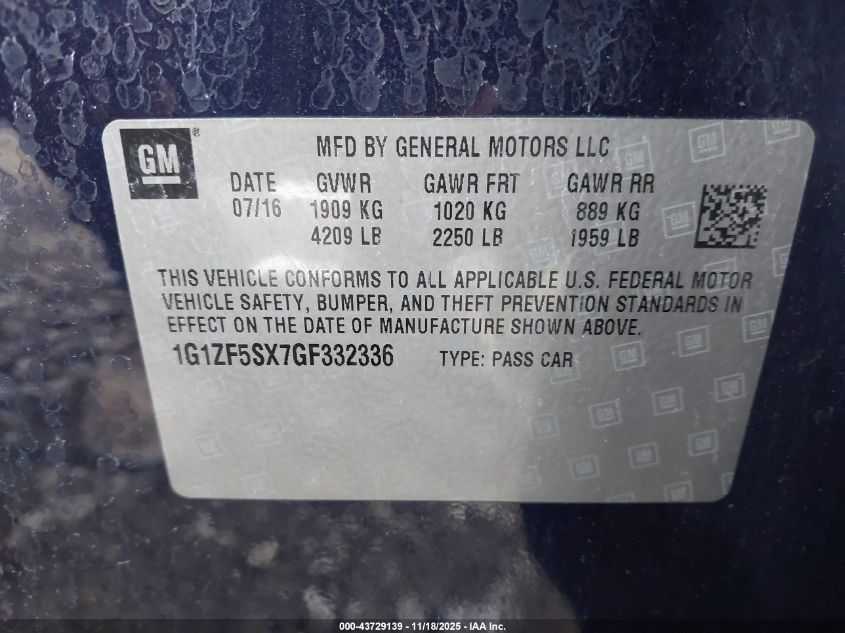 GM®
MFD BY GENERAL MOTORS LLC
DATE GVWR GAWR FRT GAWR RR
07/16 1909 KG 1020 KG 889 KG
4209 LB 2250 LB 1959 LB
THIS VEHICLE CONFORMS TO ALL APPLICABLE U.S. FEDERAL MOTOR
VEHICLE SAFETY, BUMPER, AND THEFT PREVENTION STANDARDS IN
EFFECT ON THE DATE OF MANUFACTURE SHOWN ABOVE.
1G1ZF5SX7GF332336 TYPE: PASS CAR
000-43729139 - 11/18/2025 - IAA Inc.